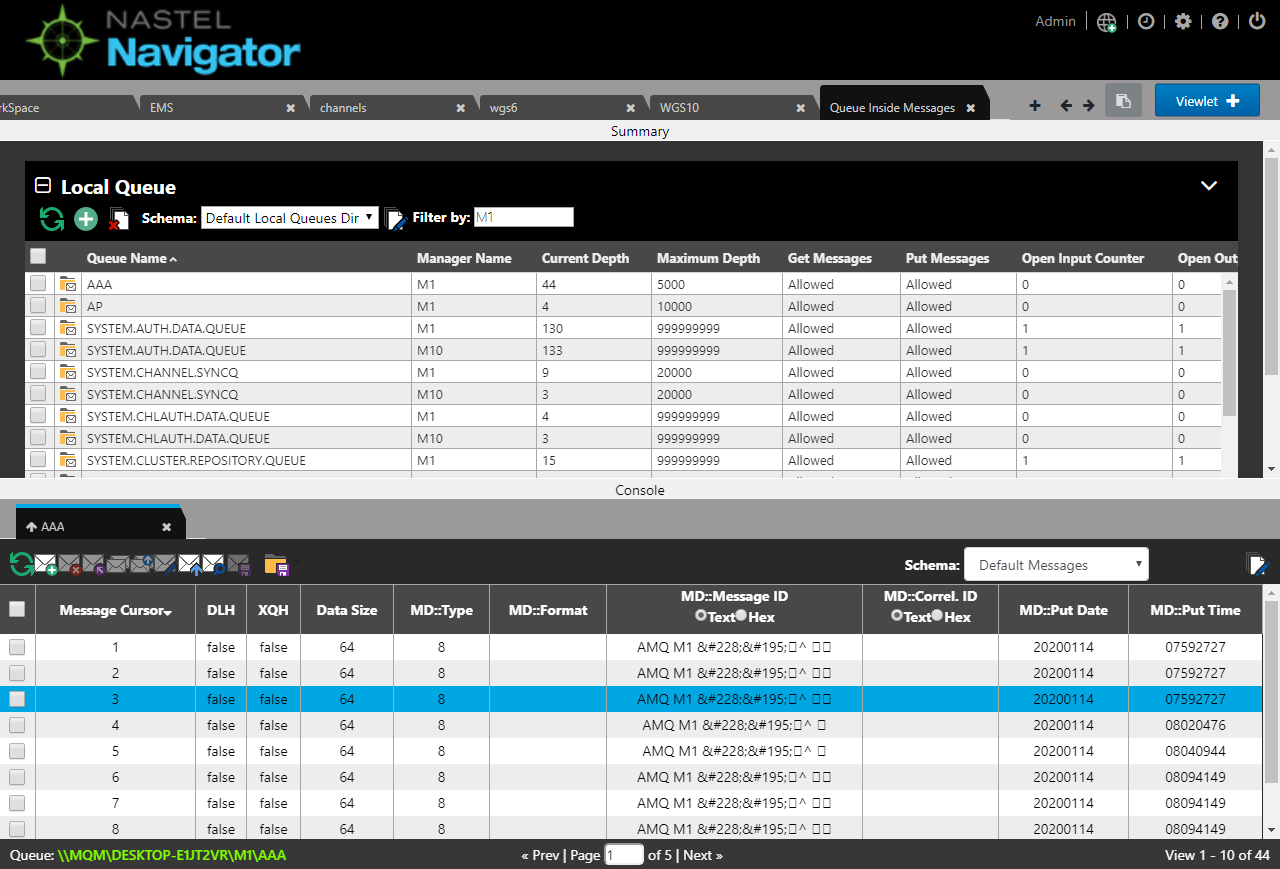 NASTEL
Navigator
Admin
rkSpace EMS channels wgs6 WGS10 Queue Inside Messages Viewlet
Summary
Local Queue
Schema: Default Local Queues Dir Filter by: M1
Queue Name Manager Name Current Depth Maximum Depth Get Messages Put Messages Open Input Counter Open Out
AAA M1 44 5000 Allowed Allowed 0 0
AP M1 4 10000 Allowed Allowed 0 0
SYSTEM.AUTH.DATA.QUEUE M1 130 999999999 Allowed Allowed 1 1
SYSTEM.AUTH.DATA.QUEUE M10 133 999999999 Allowed Allowed 1 1
SYSTEM.CHANNEL.SYNCQ M1 9 20000 Allowed Allowed 0 0
SYSTEM.CHANNEL.SYNCQ M10 3 20000 Allowed Allowed 0 0
SYSTEM.CHLAUTH.DATA.QUEUE M1 4 999999999 Allowed Allowed 0 0
SYSTEM.CHLAUTH.DATA.QUEUE M10 3 999999999 Allowed Allowed 0 0
SYSTEM.CLUSTER.REPOSITORY.QUEUE M1 15 999999999 Allowed Allowed 1 1
Console
AAA
Schema: Default Messages
Message Cursor DLH XQH Data Size MD::Type MD::Format MD::Message ID MD::Correl. ID MD::Put Date MD::Put Time
Text Hex Text Hex
1 false false 64 8 AMQ M1 &#228;&#195;□^ □□ 20200114 07592727
2 false false 64 8 AMQ M1 &#228;&#195;□^ □□ 20200114 07592727
3 false false 64 8 AMQ M1 &#228;&#195;□^ □□ 20200114 07592727
4 false false 64 8 AMQ M1 &#228;&#195;□^ □ 20200114 08020476
5 false false 64 8 AMQ M1 &#228;&#195;□^ □ 20200114 08040944
6 false false 64 8 AMQ M1 &#228;&#195;□^ □□ 20200114 08094149
7 false false 64 8 AMQ M1 &#228;&#195;□^ □□ 20200114 08094149
8 false false 64 8 AMQ M1 &#228;&#195;□^ □□ 20200114 08094149
Queue: \\MQM\DESKTOP-E1JT2VR\M1\AAA « Prev | Page 1 of 5 | Next » View 1 - 10 of 44